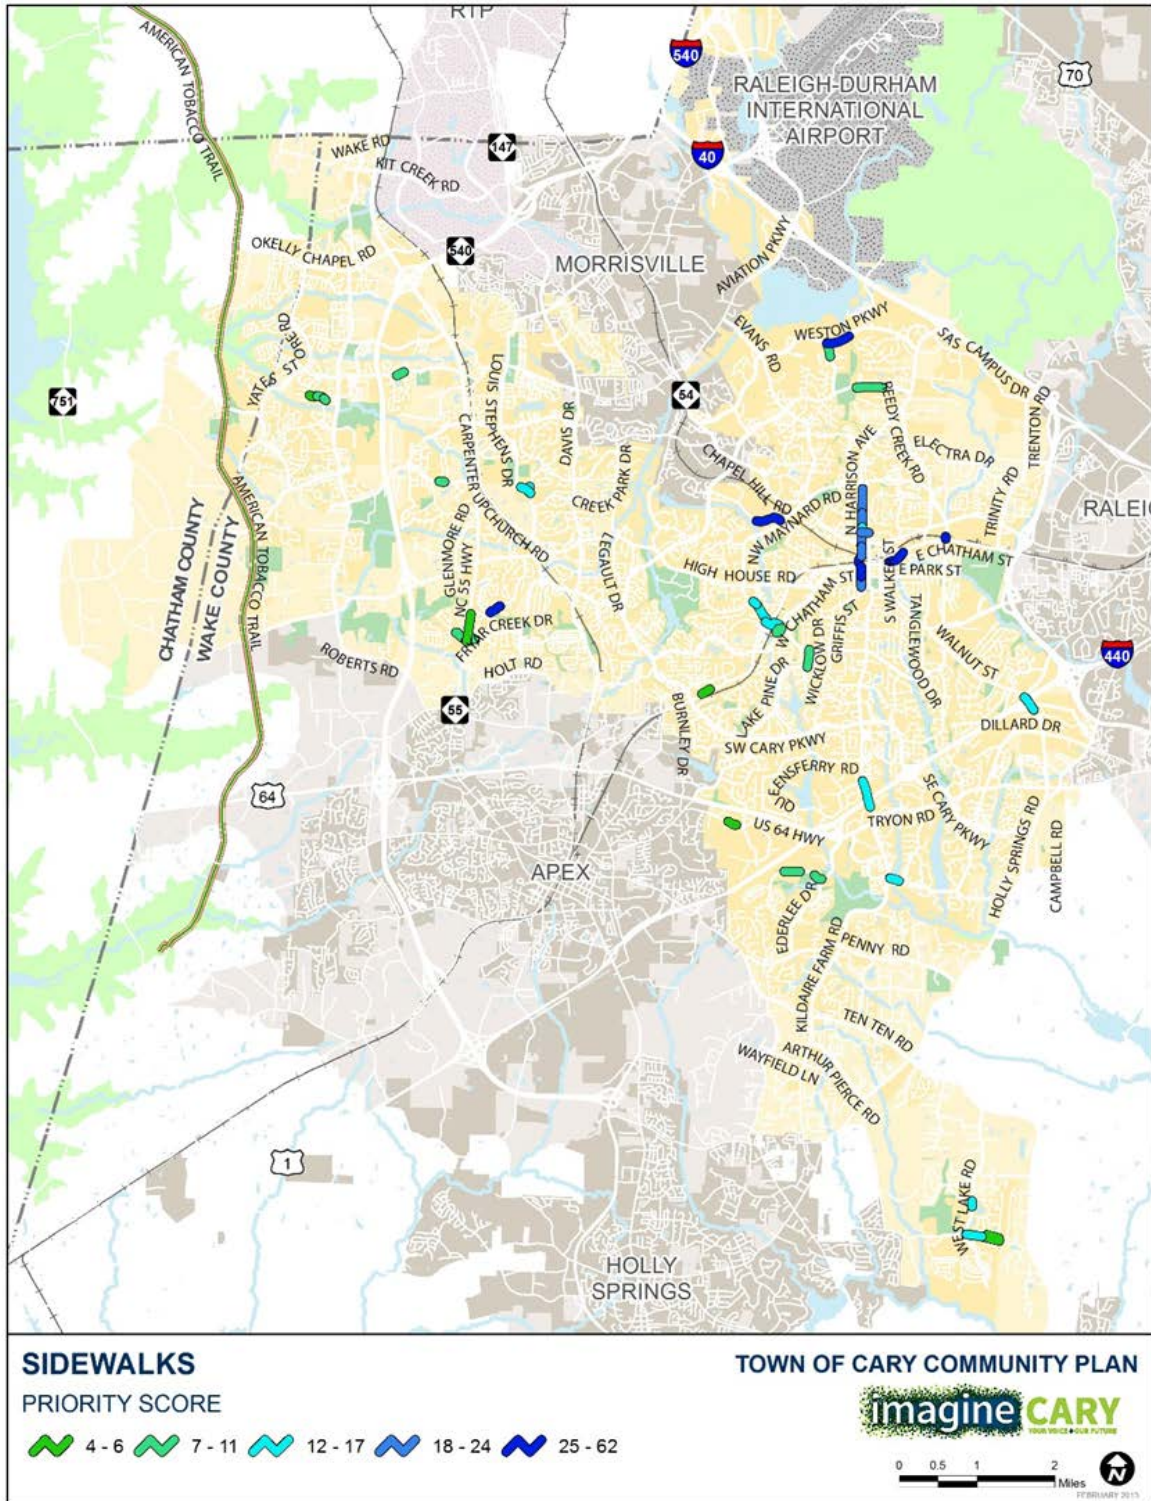 RTP
540
70
RALEIGH-DURHAM
INTERNATIONAL
AIRPORT
AMERICAN TOBACCO TRAIL
WAKE RD
147
40
KIT CREEK RD
OKELLY CHAPEL RD
540
MORRISVILLE
AVIATION PKWY
EVANS RD
WESTON PKWY
SAS CAMPUS DR
YATES ST
ORE RD
LOUIS STEPHENS DR
751
54
REEDY CREEK RD
TRENTON RD
CARPENTER UPCHURCH RD
DAVIS DR
CREEK PARK DR
CHAPEL HILL RD
N HARRISON AVE
ELECTRA DR
TRINITY RD
NW MAYNARD RD
RALEIG
CHATHAM COUNTY
WAKE COUNTY
AMERICAN TOBACCO TRAIL
GLENMORE RD
NC 55 HWY
LEGAULT DR
HIGH HOUSE RD
W CHATHAM ST
S WALKER ST
E CHATHAM ST
E PARK ST
FRYAR CREEK DR
HOLT RD
ROBERTS RD
GRIFFIS ST
WICKLOW DR
TANGLEWOOD DR
WALNUT ST
440
55
BURNLEY DR
LAKE PINE DR
SW CARY PKWY
DILLARD DR
QUEENSFERRY RD
SE CARY PKWY
64
US 64 HWY
TRYON RD
HOLLY SPRINGS RD
CAMPBELL RD
APEX
EDERLEE DR
KILDAIRE FARM RD
PENNY RD
TEN TEN RD
WAYFIELD LN
ARTHUR PIERCE RD
1
WEST LAKE RD
HOLLY
SPRINGS
SIDEWALKS
PRIORITY SCORE
4 - 6
7 - 11
12 - 17
18 - 24
25 - 62
TOWN OF CARY COMMUNITY PLAN
imagine CARY
YOUR VOICE OUR FUTURE
0 0.5 1 2
Miles
N